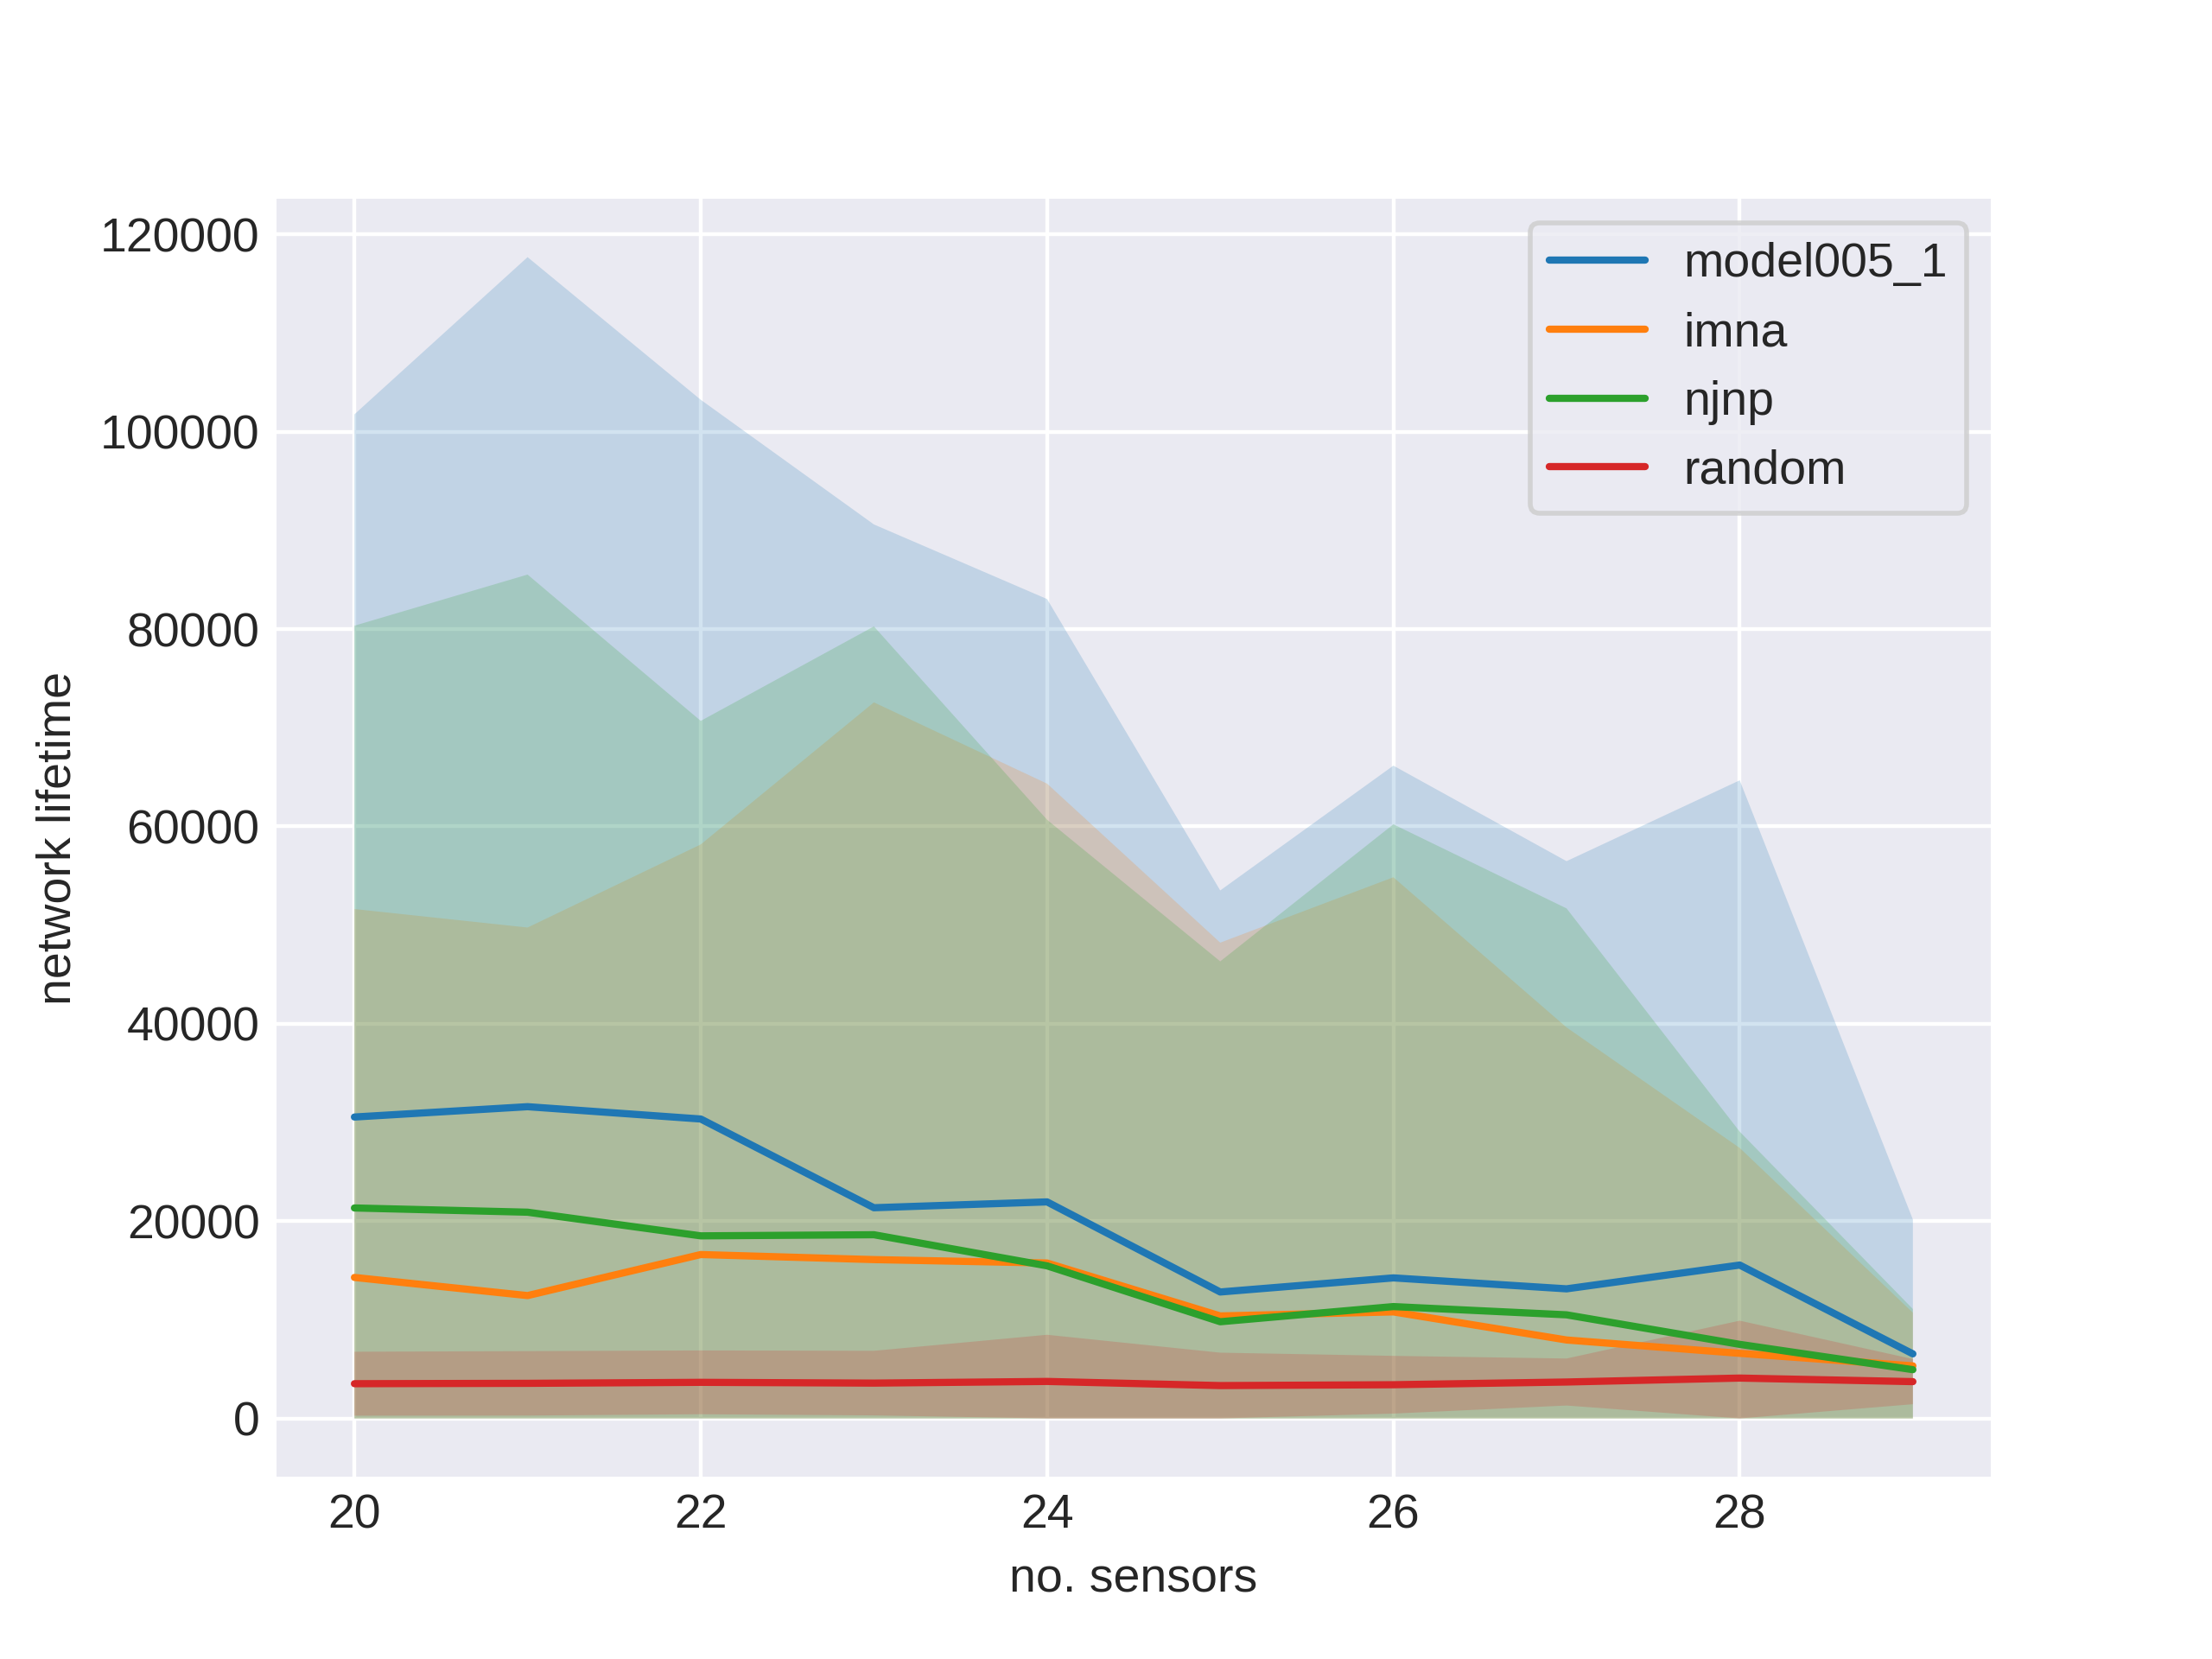 120000
100000
80000
60000
40000
20000
0
network lifetime
20 22 24 26 28
no. sensors
model005_1
imna
njnp
random